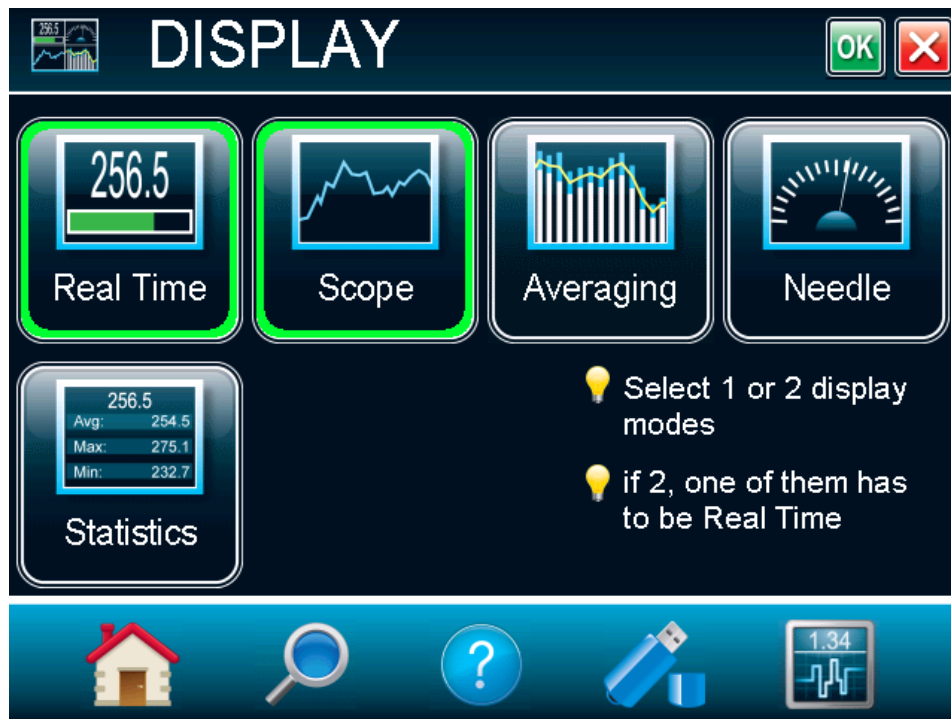 256.5
DISPLAY
OK
256.5
Real Time
Scope
Averaging
Needle
256.5
Avg: 254.5
Max: 275.1
Min: 232.7
Statistics
Select 1 or 2 display
modes
if 2, one of them has
to be Real Time
?
1.34